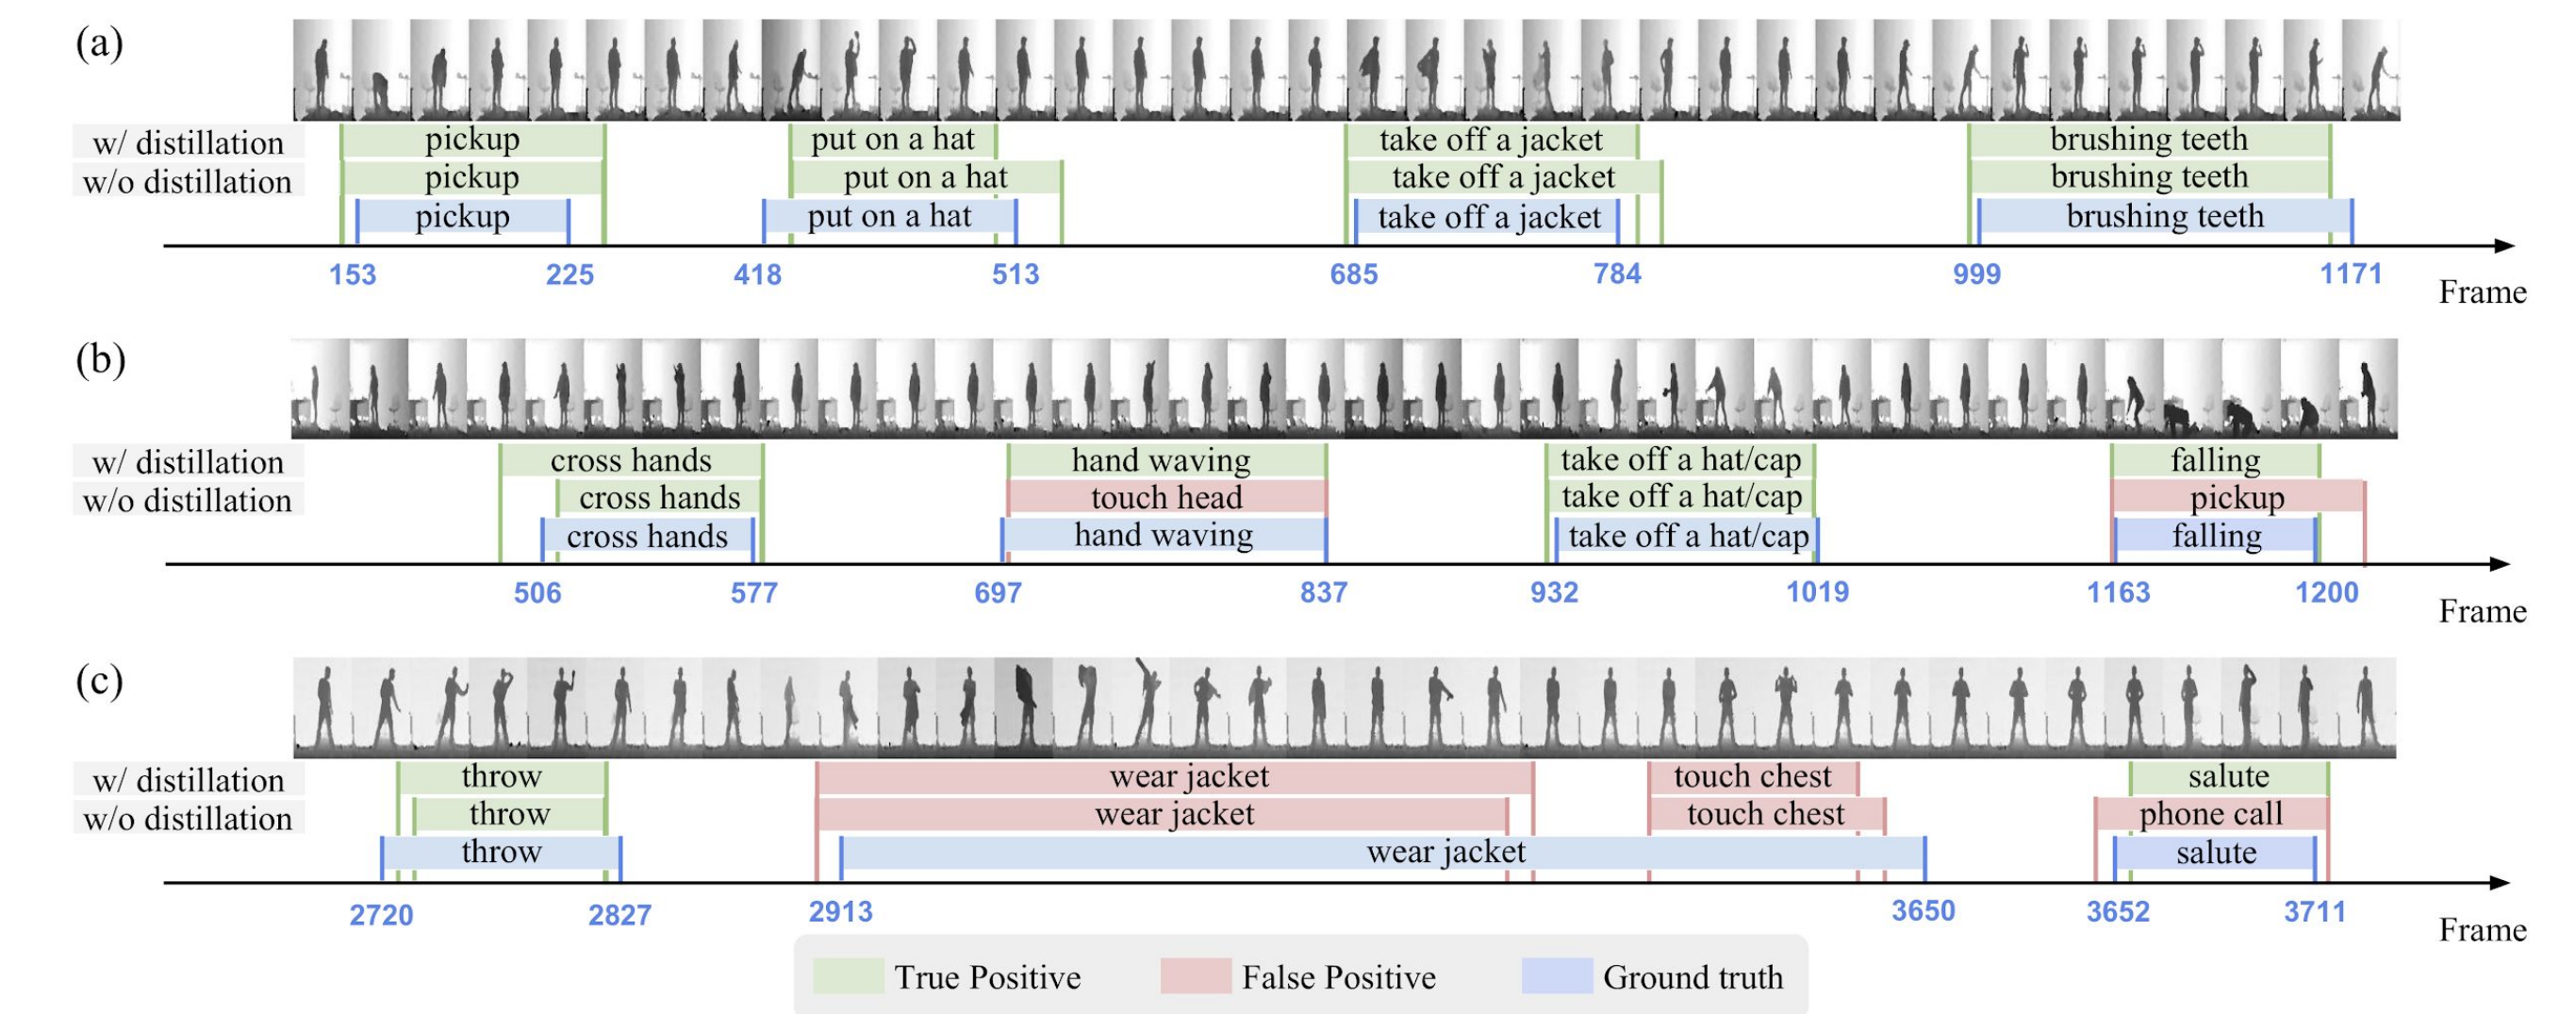 (a)
w/ distillation pickup put on a hat take off a jacket brushing teeth
w/o distillation pickup put on a hat take off a jacket brushing teeth
pickup put on a hat take off a jacket brushing teeth
153 225 418 513 685 784 999 1171
Frame
(b)
w/ distillation cross hands hand waving take off a hat/cap falling
w/o distillation cross hands touch head take off a hat/cap pickup
cross hands hand waving take off a hat/cap falling
506 577 697 837 932 1019 1163 1200
Frame
(c)
w/ distillation throw wear jacket touch chest salute
w/o distillation throw wear jacket touch chest phone call
throw wear jacket salute
2720 2827 2913 3650 3652 3711
Frame
True Positive False Positive Ground truth